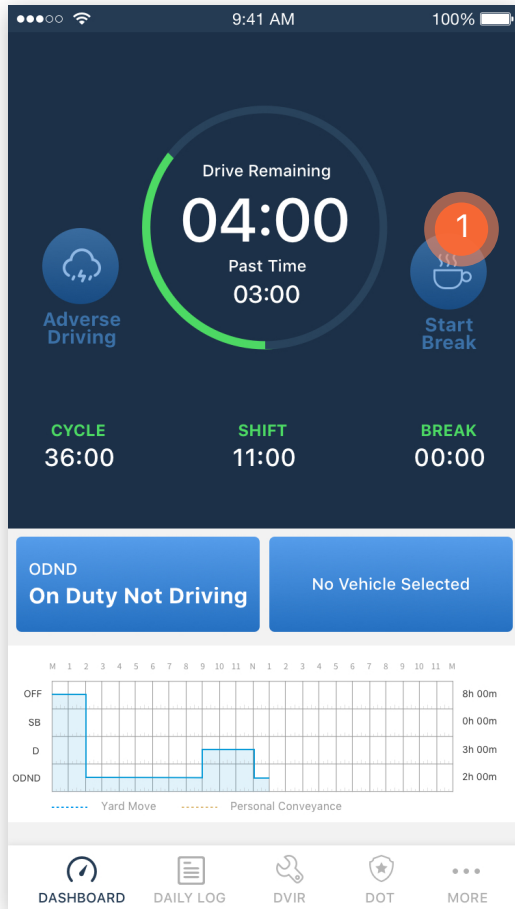 9:41 AM
100%
Drive Remaining
04:00
Past Time
03:00
1
Adverse
Driving
Start
Break
CYCLE
SHIFT
BREAK
36:00
11:00
00:00
ODND
On Duty Not Driving
No Vehicle Selected
M 1 2 3 4 5 6 7 8 9 10 11 N 1 2 3 4 5 6 7 8 9 10 11 M
OFF 8h 00m
SB 0h 00m
D 3h 00m
ODND 2h 00m
Yard Move Personal Conveyance
DASHBOARD DAILY LOG DVIR DOT MORE